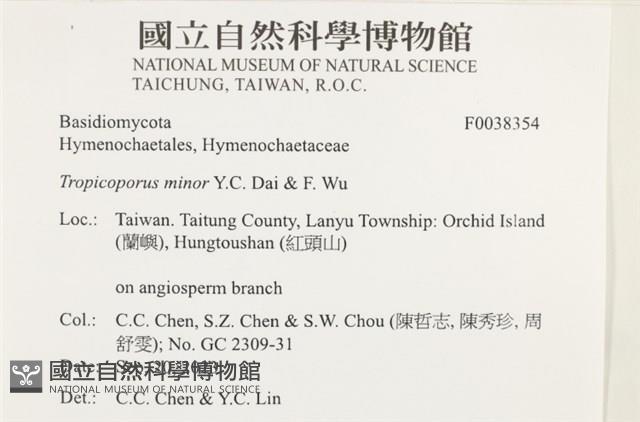 國立自然科學博物館
NATIONAL MUSEUM OF NATURAL SCIENCE
TAICHUNG, TAIWAN, R.O.C.
Basidiomycota F0038354
Hymenochaetales, Hymenochaetaceae
Tropicoporus minor Y.C. Dai & F. Wu
Loc.: Taiwan. Taitung County, Lanyu Township: Orchid Island
(蘭嶼), Hungtoushan (紅頭山)
on angiosperm branch
Col.: C.C. Chen, S.Z. Chen & S.W. Chou (陳哲志, 陳秀珍, 周
舒雯); No. GC 2309-31
Date:
國立自然科學博物館
NATIONAL MUSEUM OF NATURAL SCIENCE
Det.: C.C. Chen & Y.C. Lin